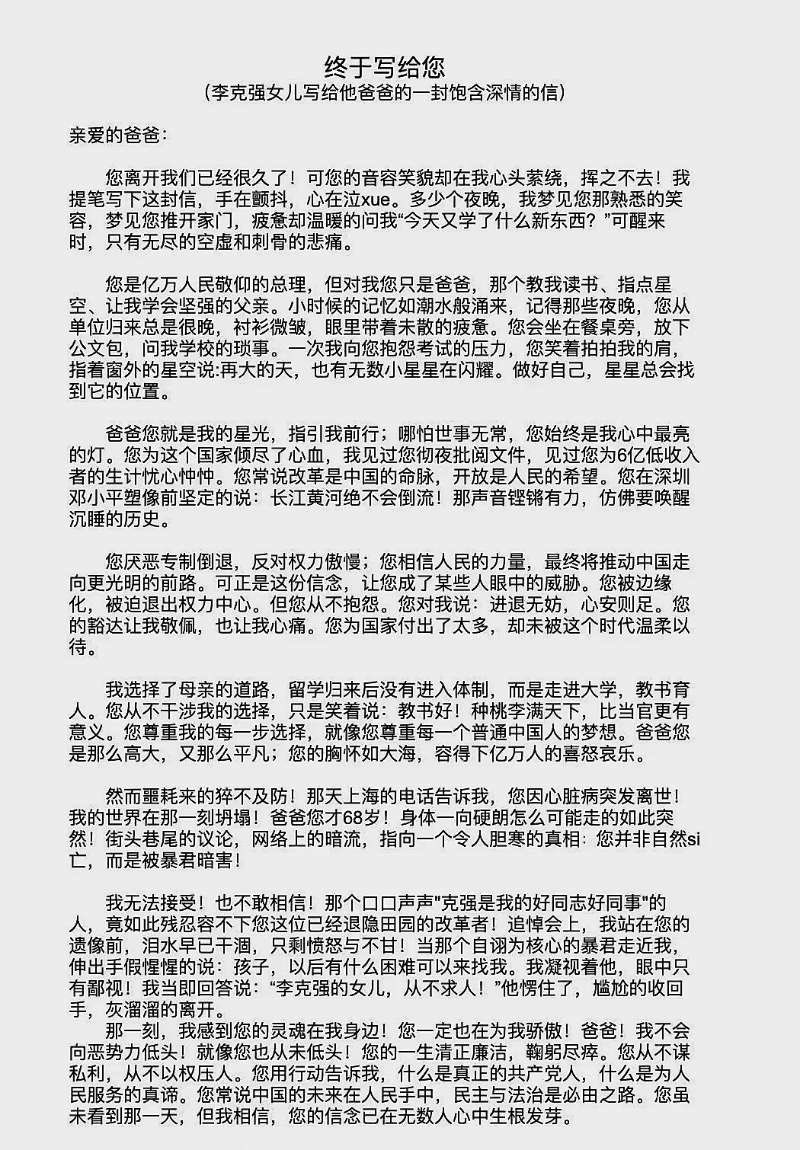 终于写给您
（李克强女儿写给他爸爸的一封饱含深情的信）
亲爱的爸爸：
您离开我们已经很久了！可您的音容笑貌却在我心头萦绕，挥之不去！我
提笔写下这封信，手在颤抖，心在泣xue。多少个夜晚，我梦见您那熟悉的笑
容，梦见您推开家门，疲惫却温暖的问我“今天又学了什么新东西？”可醒来
时，只有无尽的空虚和刺骨的悲痛。
您是亿万人民敬仰的总理，但对我您只是爸爸，那个教我读书、指点星
空、让我学会坚强的父亲。小时候的记忆如潮水般涌来，记得那些夜晚，您从
单位归来总是很晚，衬衫微皱，眼里带着未散的疲惫。您会坐在餐桌旁，放下
公文包，问我学校的琐事。一次我向您抱怨考试的压力，您笑着拍拍我的肩，
指着窗外的星空说:再大的天，也有无数小星星在闪耀。做好自己，星星总会找
到它的位置。
爸爸您就是我的星光，指引我前行；哪怕世事无常，您始终是我心中最亮
的灯。您为这个国家倾尽了心血，我见过您彻夜批阅文件，见过您为6亿低收入
者的生计忧心忡忡。您常说改革是中国的命脉，开放是人民的希望。您在深圳
邓小平塑像前坚定的说：长江黄河绝不会倒流！那声音铿锵有力，仿佛要唤醒
沉睡的历史。
您厌恶专制倒退，反对权力傲慢；您相信人民的力量，最终将推动中国走
向更光明的前路。可正是这份信念，让您成了某些人眼中的威胁。您被边缘
化，被迫退出权力中心。但您从不抱怨。您对我说：进退无妨，心安则足。您
的豁达让我敬佩，也让我心痛。您为国家付出了太多，却未被这个时代温柔以
待。
我选择了母亲的道路，留学归来后没有进入体制，而是走进大学，教书育
人。您从不干涉我的选择，只是笑着说：教书好！种桃李满天下，比当官更有
意义。您尊重我的每一步选择，就像您尊重每一个普通中国人的梦想。爸爸您
是那么高大，又那么平凡；您的胸怀如大海，容得下亿万人的喜怒哀乐。
然而噩耗来的猝不及防！那天上海的电话告诉我，您因心脏病突发离世！
我的世界在那一刻坍塌！爸爸您才68岁！身体一向硬朗怎么可能走的如此突
然！街头巷尾的议论，网络上的暗流，指向一个令人胆寒的真相：您并非自然si
亡，而是被暴君暗害！
我无法接受！也不敢相信！那个口口声声"克强是我的好同志好同事"的
人，竟如此残忍容不下您这位已经退隐田园的改革者！追悼会上，我站在您的
遗像前，泪水早已干涸，只剩愤怒与不甘！当那个自诩为核心的暴君走近我，
伸出手假惺惺的说：孩子，以后有什么困难可以来找我。我凝视着他，眼中只
有鄙视！我当即回答说：“李克强的女儿，从不求人！”他愣住了，尴尬的收回
手，灰溜溜的离开。
那一刻，我感到您的灵魂在我身边！您一定也在为我骄傲！爸爸！我不会
向恶势力低头！就像您也从未低头！您的一生清正廉洁，鞠躬尽瘁。您从不谋
私利，从不以权压人。您用行动告诉我，什么是真正的共产党人，什么是为人
民服务的真谛。您常说中国的未来在人民手中，民主与法治是必由之路。您虽
未看到那一天，但我相信，您的信念已在无数人心中生根发芽。